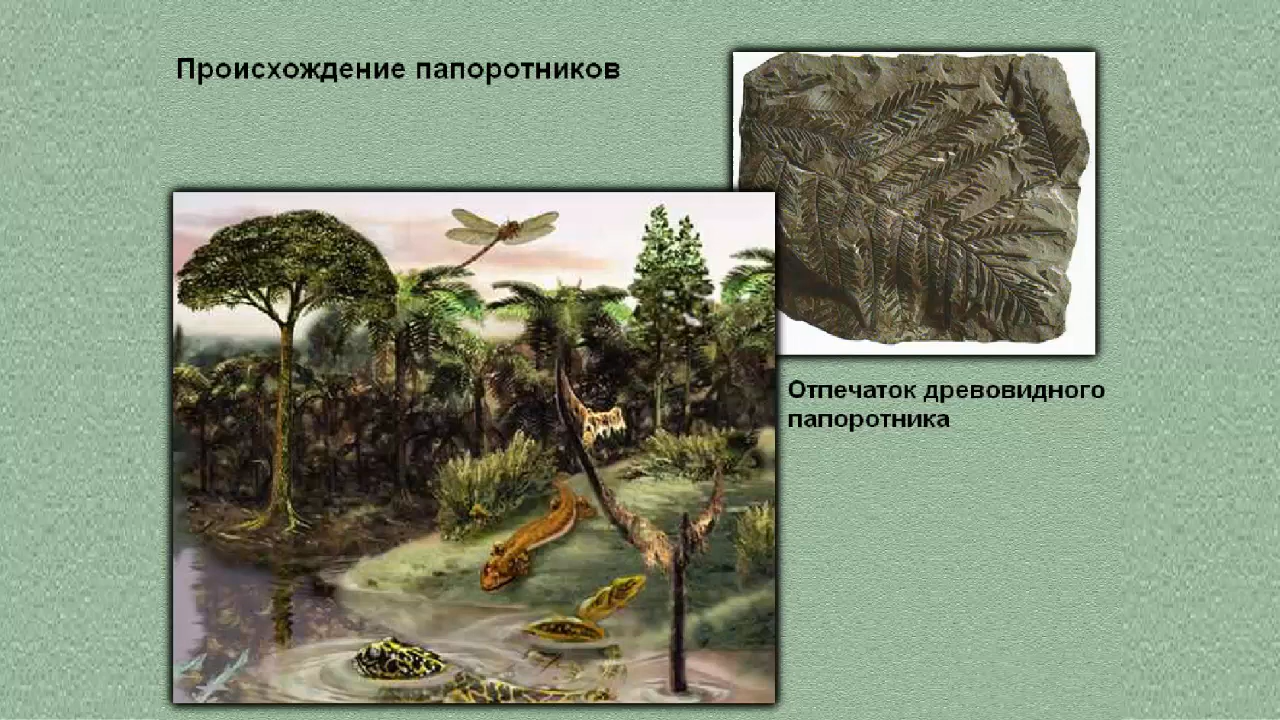 Происхождение папоротников
Отпечаток древовидного
папоротника